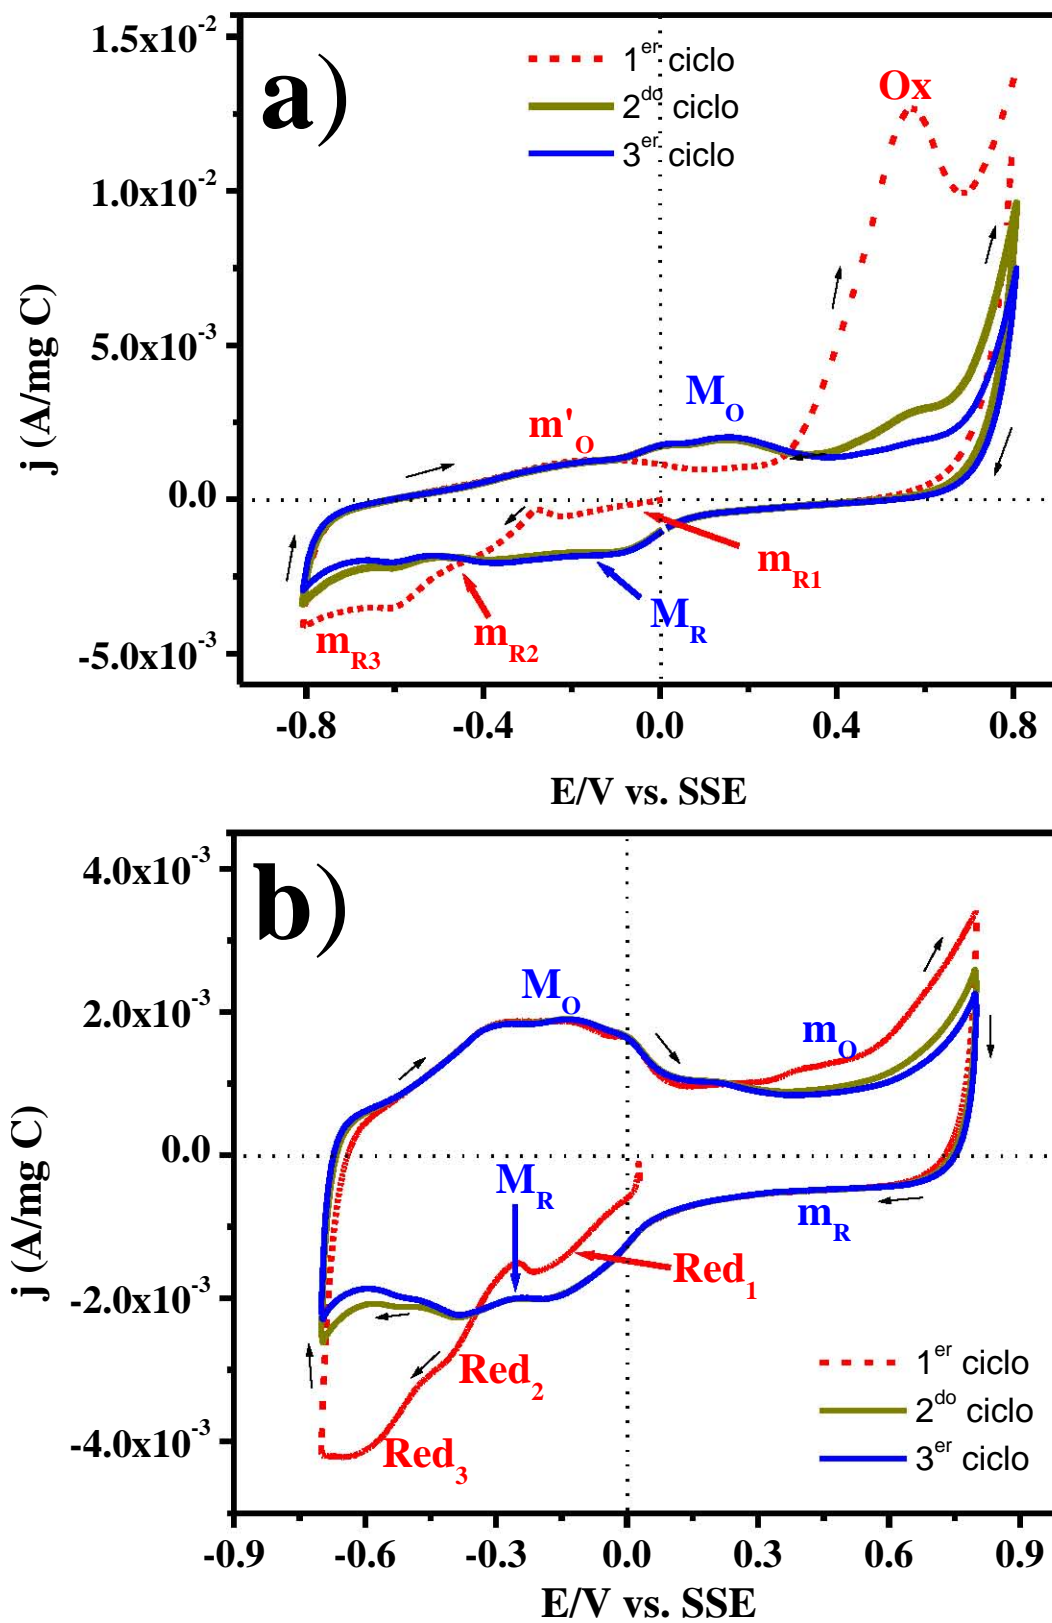 a)
1er ciclo
2do ciclo
3er ciclo
Ox
1.5x10-2
1.0x10-2
5.0x10-3
0.0
-5.0x10-3
j (A/mg C)
MO
m'O
mR1
MR
mR2
mR3
-0.8 -0.4 0.0 0.4 0.8
E/V vs. SSE
b)
4.0x10-3
2.0x10-3
0.0
-2.0x10-3
-4.0x10-3
j (A/mg C)
MO
mO
MR
mR
Red1
Red2
Red3
1er ciclo
2do ciclo
3er ciclo
-0.9 -0.6 -0.3 0.0 0.3 0.6 0.9
E/V vs. SSE